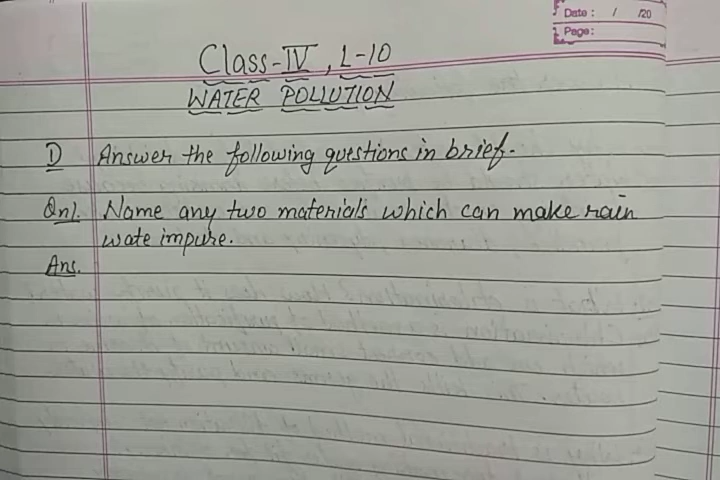 Date : / /20
Page:
Class-IV, L-10
WATER POLLUTION
D Answer the following questions in brief.
Qn1. Name any two materials which can make rain
wate impure.
Ans.